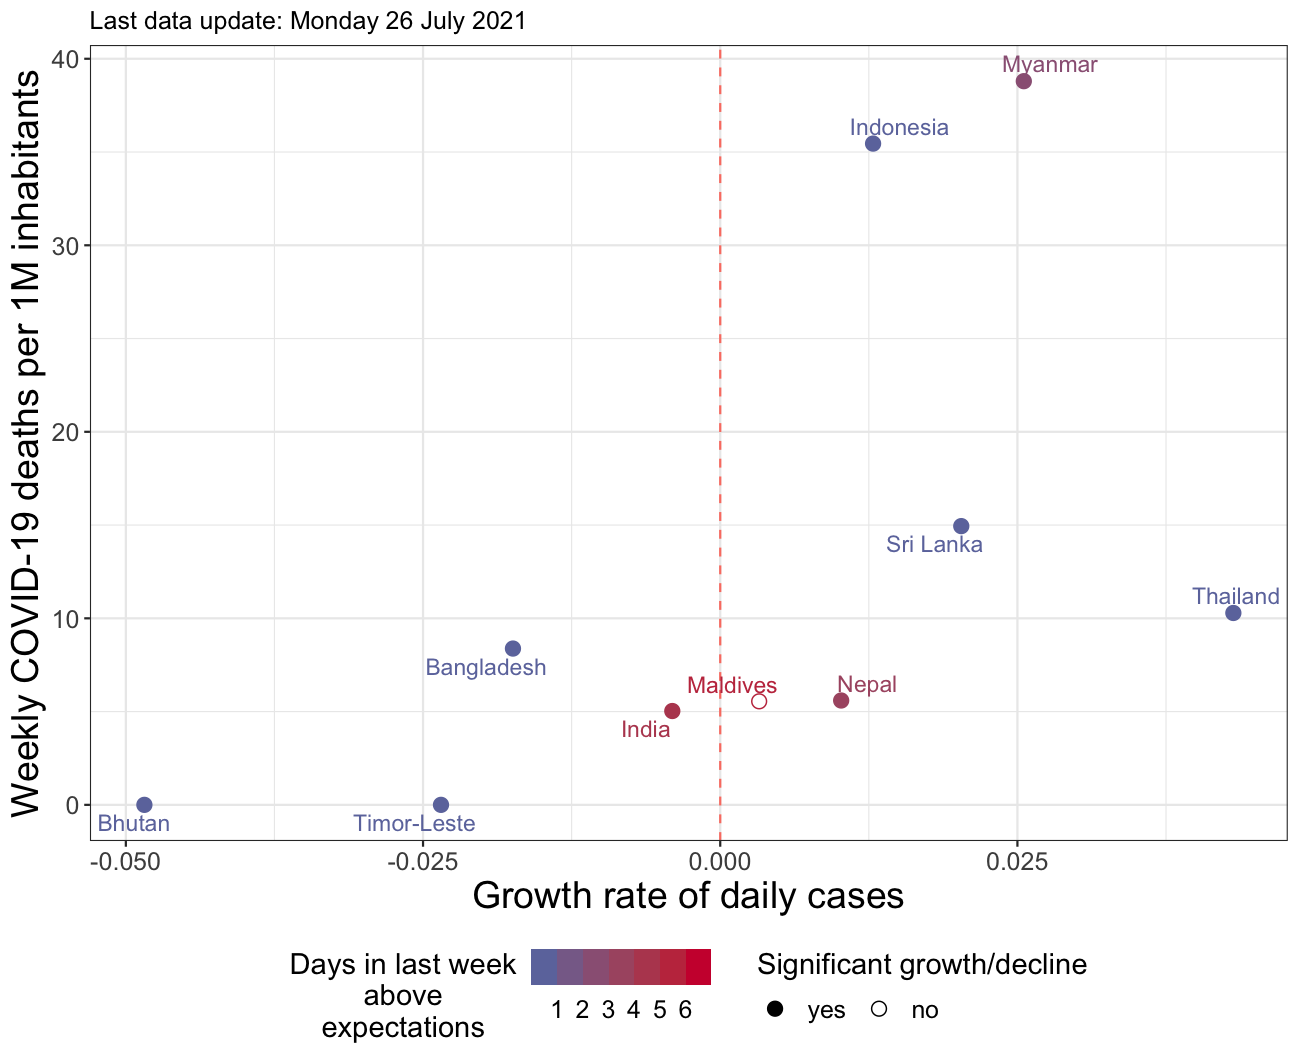 Last data update: Monday 26 July 2021
Weekly COVID-19 deaths per 1M inhabitants
40
30
20
10
0
Myanmar
Indonesia
Sri Lanka
Thailand
Bangladesh
Maldives
Nepal
India
Bhutan
Timor-Leste
-0.050
-0.025
0.000
0.025
Growth rate of daily cases
Days in last week
above
expectations
1 2 3 4 5 6
Significant growth/decline
yes
no